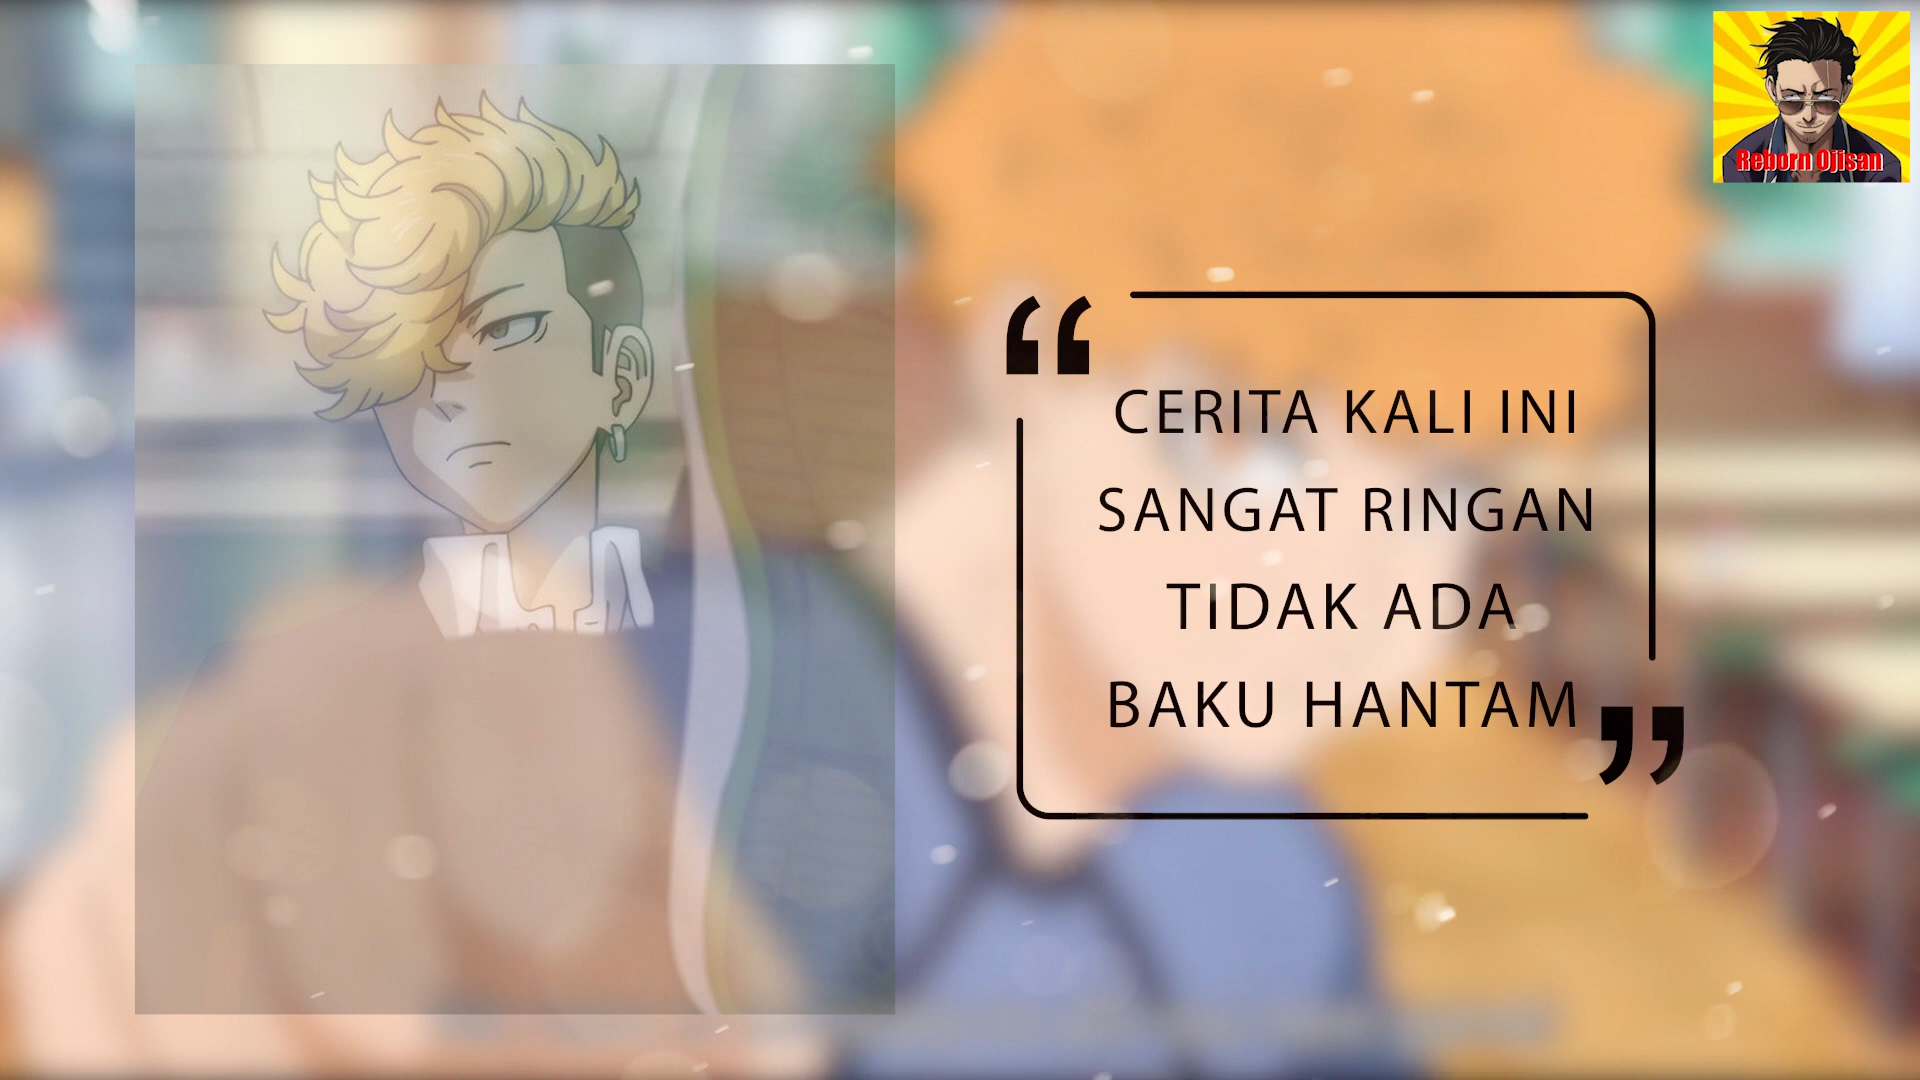 Reborn Ojisan
“
CERITA KALI INI
SANGAT RINGAN
TIDAK ADA
BAKU HANTAM
”